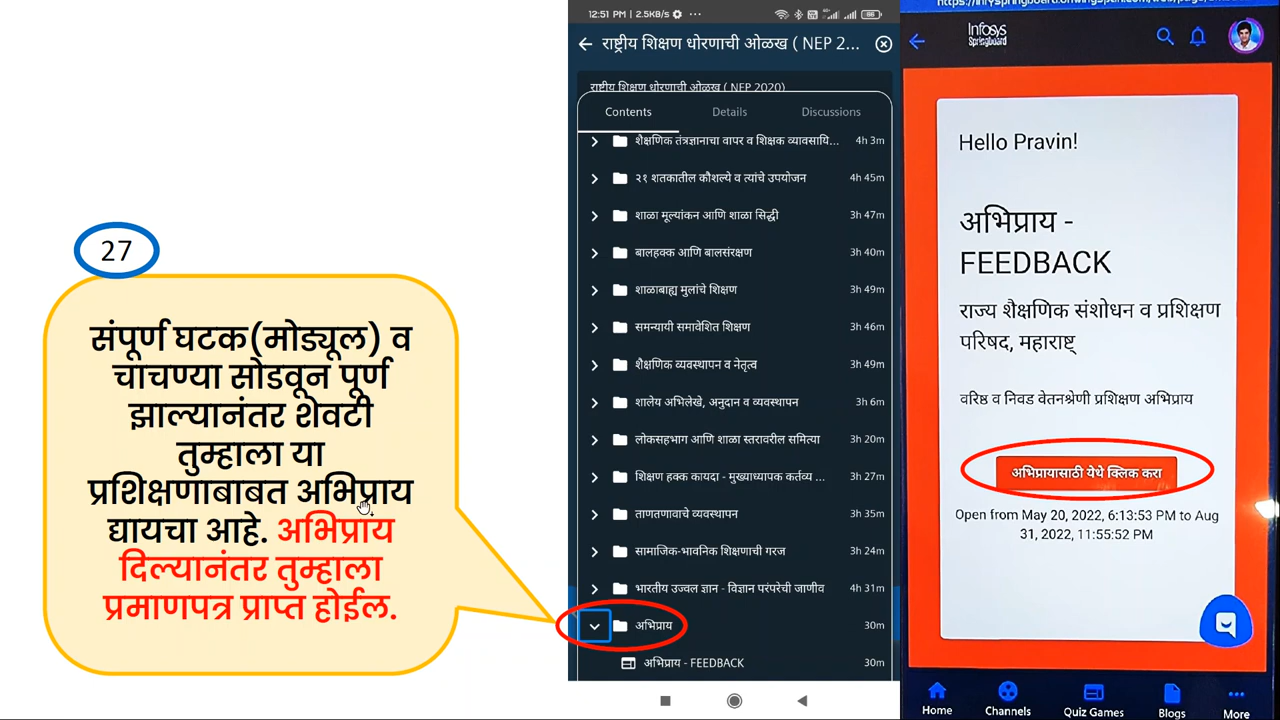 27
संपूर्ण घटक(मोड्यूल) व
चाचण्या सोडवून पूर्ण
झाल्यानंतर शेवटी
तुम्हाला या
प्रशिक्षणाबाबत अभिप्राय
द्यायचा आहे. अभिप्राय
दिल्यानंतर तुम्हाला
प्रमाणपत्र प्राप्त होईल.
12:51 PM | 2.5KB/s
राष्ट्रीय शिक्षण धोरणाची ओळख ( NEP 2...
राष्ट्रीय शिक्षण धोरणाची ओळख ( NEP 2020)
Contents Details Discussions
शैक्षणिक तंत्रज्ञानाचा वापर व शिक्षक व्यावसायि... 4h 3m
२१ शतकातील कौशल्ये व त्यांचे उपयोजन 4h 45m
शाळा मूल्यांकन आणि शाळा सिद्धी 3h 47m
बालहक्क आणि बालसंरक्षण 3h 40m
शाळाबाह्य मुलांचे शिक्षण 3h 49m
समन्यायी समावेशित शिक्षण 3h 46m
शैक्षणिक व्यवस्थापन व नेतृत्व 3h 49m
शालेय अभिलेखे, अनुदान व व्यवस्थापन 3h 6m
लोकसहभाग आणि शाळा स्तरावरील समित्या 3h 20m
शिक्षण हक्क कायदा - मुख्याध्यापक कर्तव्य ... 3h 27m
ताणतणावाचे व्यवस्थापन 3h 35m
सामाजिक-भावनिक शिक्षणाची गरज 3h 24m
भारतीय उज्वल ज्ञान - विज्ञान परंपरेची जाणीव 4h 31m
अभिप्राय 30m
अभिप्राय - FEEDBACK 30m
Infosys
Springboard
Hello Pravin!
अभिप्राय -
FEEDBACK
राज्य शैक्षणिक संशोधन व प्रशिक्षण
परिषद, महाराष्ट्
वरिष्ठ व निवड वेतनश्रेणी प्रशिक्षण अभिप्राय
अभिप्रायासाठी येथे क्लिक करा
Open from May 20, 2022, 6:13:53 PM to Aug
31, 2022, 11:55:52 PM
Home Channels Quiz Games Blogs More